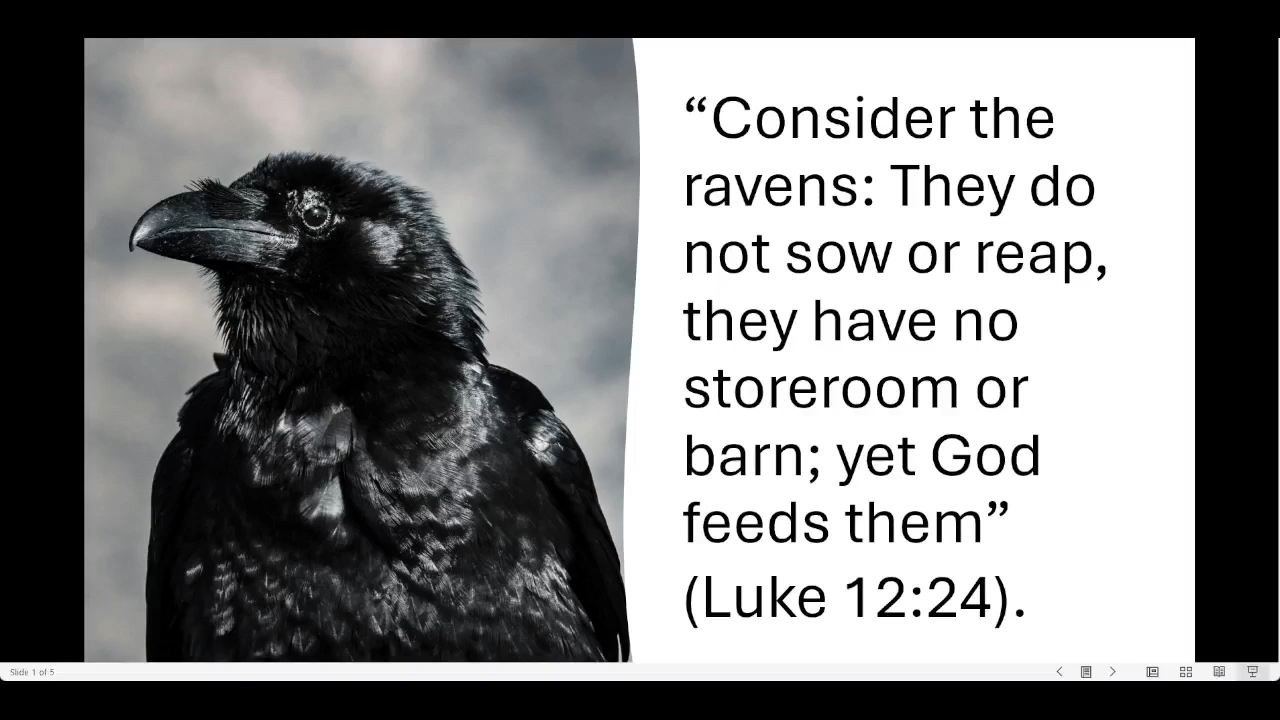 “Consider the
ravens: They do
not sow or reap,
they have no
storeroom or
barn; yet God
feeds them”
(Luke 12:24).
Slide 1 of 5